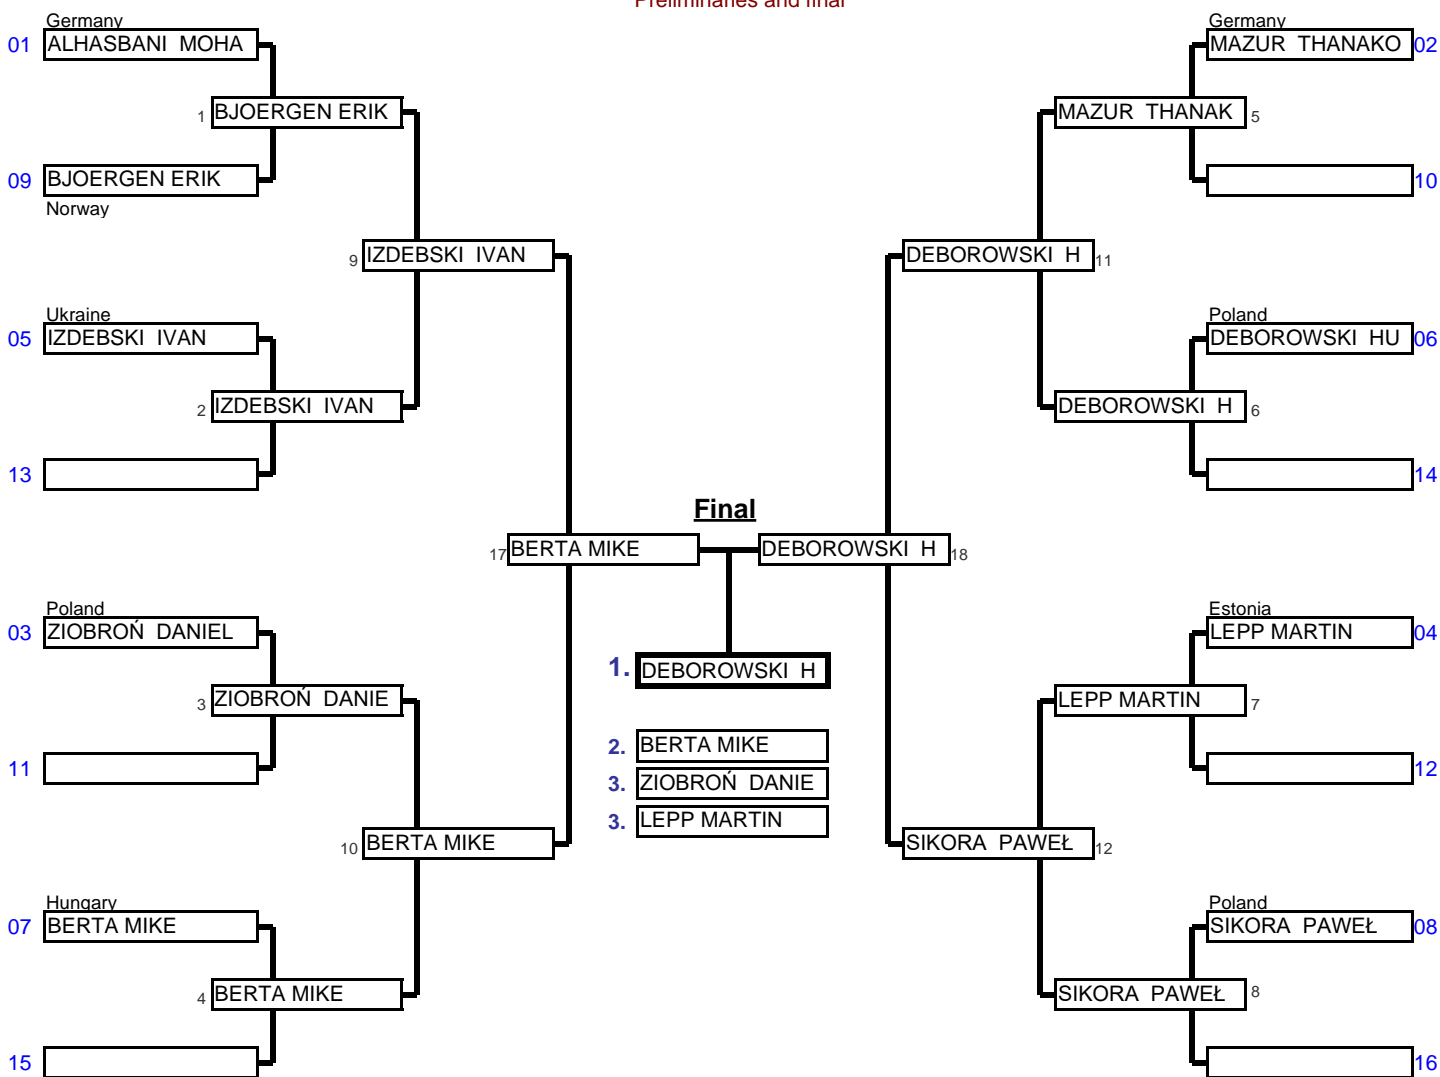 Preliminaries and final
Germany
01 ALHASBANI MOHA
1 BJOERGEN ERIK
09 BJOERGEN ERIK
Norway
9 IZDEBSKI IVAN
Ukraine
05 IZDEBSKI IVAN
2 IZDEBSKI IVAN
13
17 BERTA MIKE
Poland
03 ZIOBROŃ DANIEL
3 ZIOBROŃ DANIE
11
10 BERTA MIKE
Hungary
07 BERTA MIKE
4 BERTA MIKE
15
Final
1. DEBOROWSKI H
2. BERTA MIKE
3. ZIOBROŃ DANIE
3. LEPP MARTIN
Germany
MAZUR THANAKO 02
MAZUR THANAK 5
10
DEBOROWSKI H 11
Poland
DEBOROWSKI HU 06
DEBOROWSKI H 6
14
DEBOROWSKI H 18
Estonia
LEPP MARTIN 04
LEPP MARTIN 7
12
SIKORA PAWEŁ 12
Poland
SIKORA PAWEŁ 08
SIKORA PAWEŁ 8
16